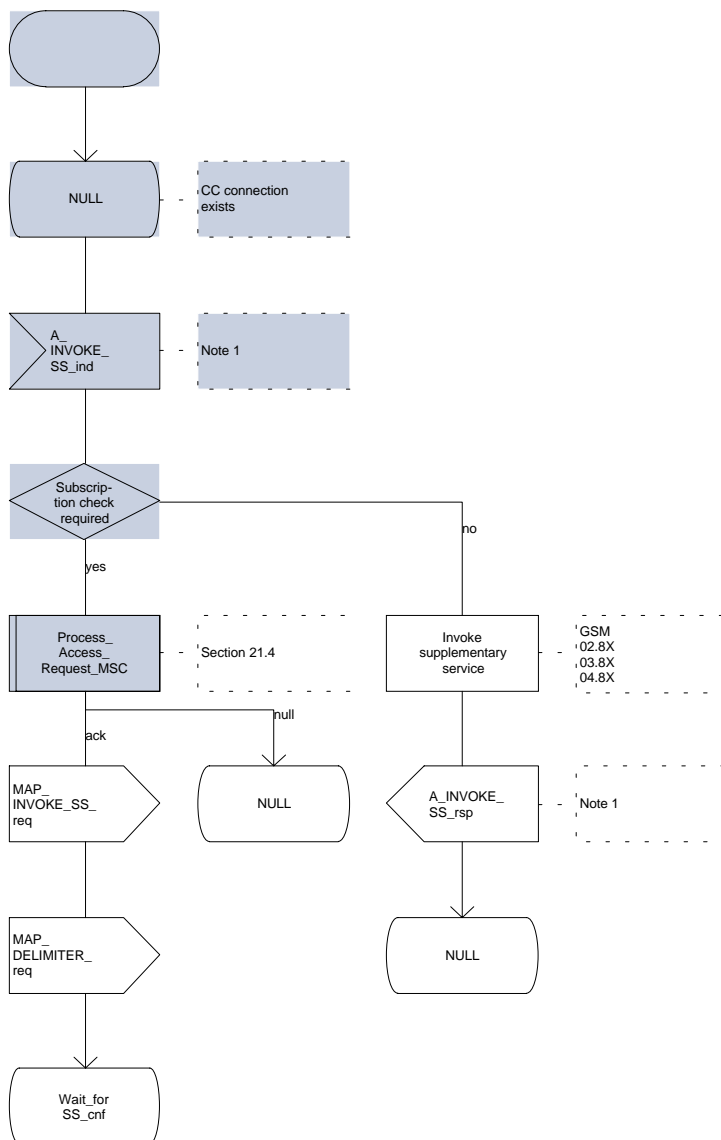 NULL
CC connection
exists
A_
INVOKE_
SS_ind
Note 1
Subscrip-
tion check
required
no
yes
Process_
Access_
Request_MSC
Section 21.4
Invoke
supplementary
service
GSM
02.8X
03.8X
04.8X
null
ack
MAP_
INVOKE_SS_
req
NULL
A_INVOKE_
SS_rsp
Note 1
MAP_
DELIMITER_
req
NULL
Wait_for
SS_cnf